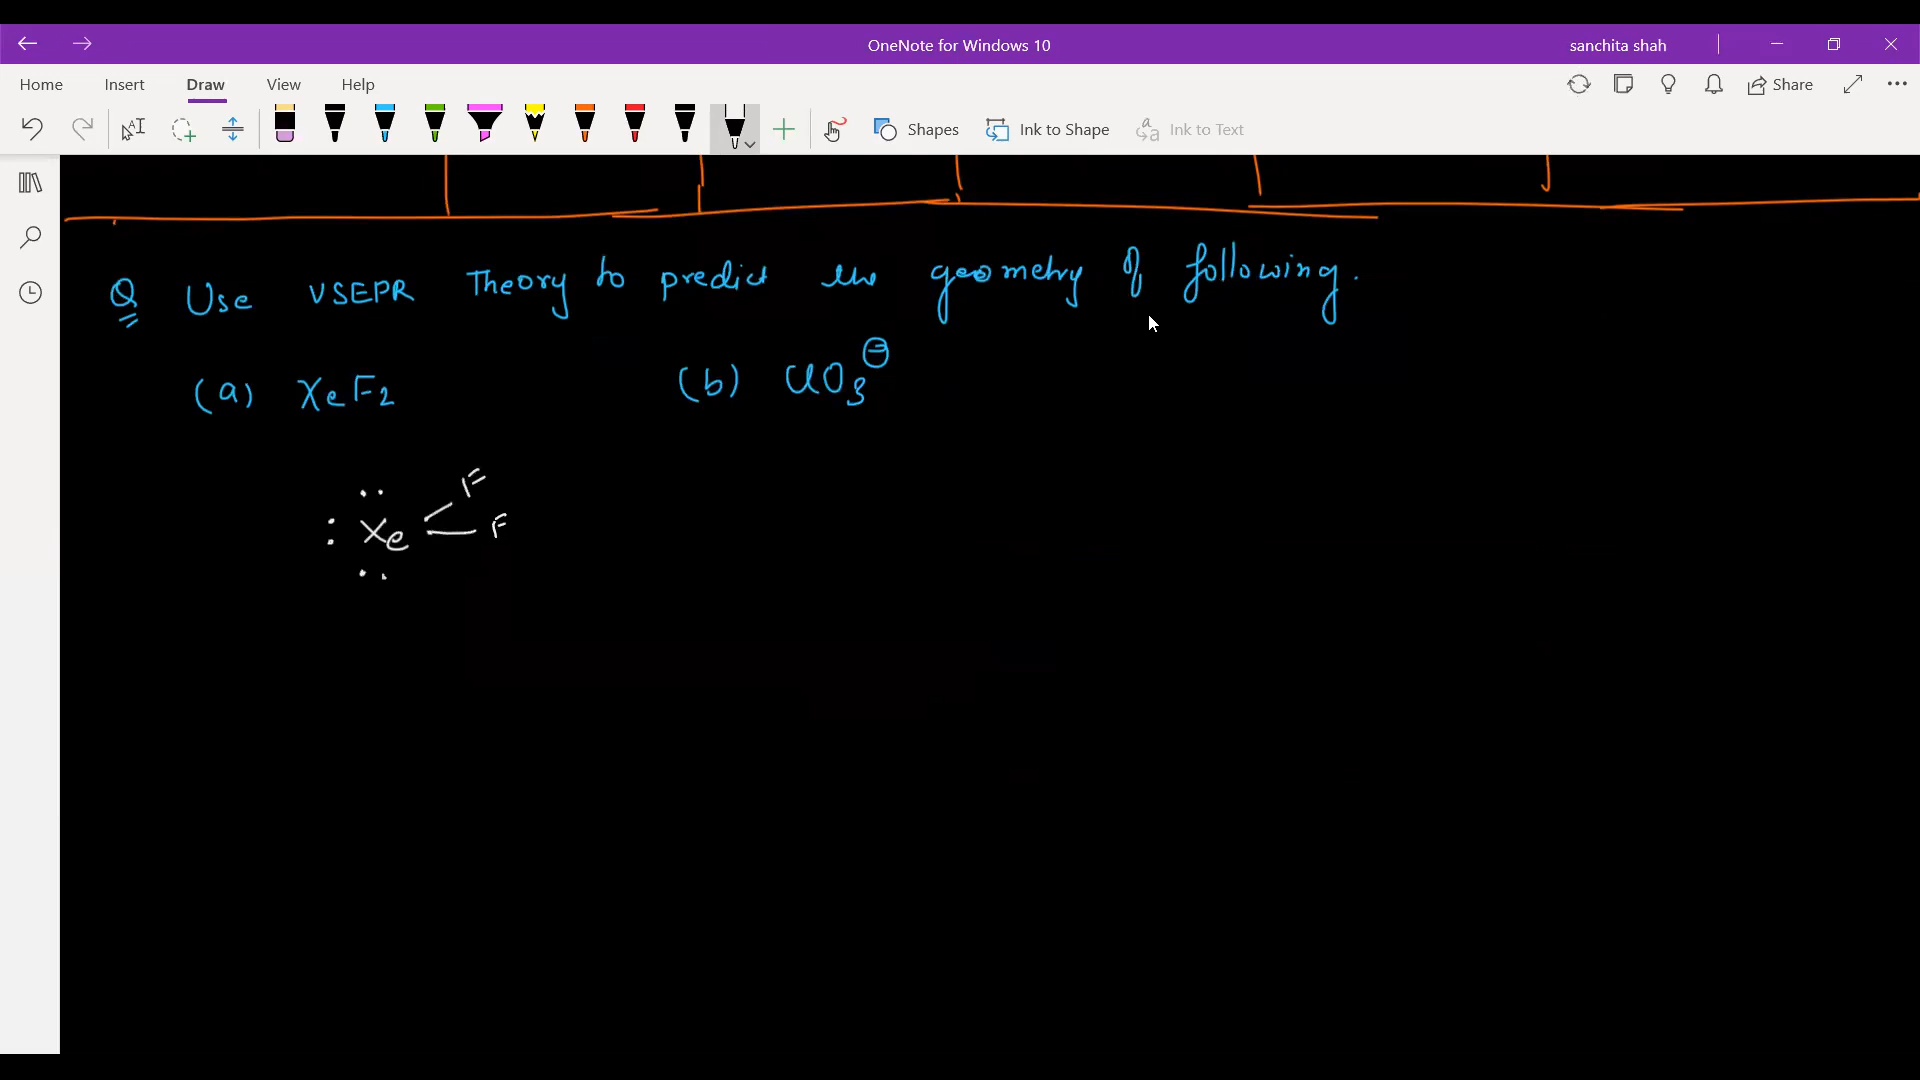 OneNote for Windows 10
sanchita shah
Home Insert Draw View Help
Share
Shapes Ink to Shape Ink to Text
Q Use VSEPR Theory to predict the geometry of following.
(a) XeF2 (b) ClO3⊖
F
: Xe F